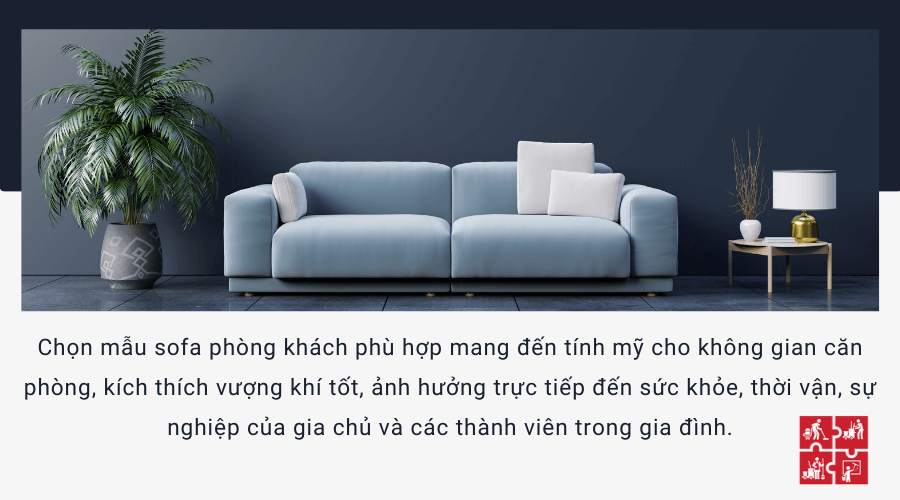 Chọn mẫu sofa phòng khách phù hợp mang đến tính mỹ cho không gian căn
phòng, kích thích vượng khí tốt, ảnh hưởng trực tiếp đến sức khỏe, thời vận, sự
nghiệp của gia chủ và các thành viên trong gia đình.